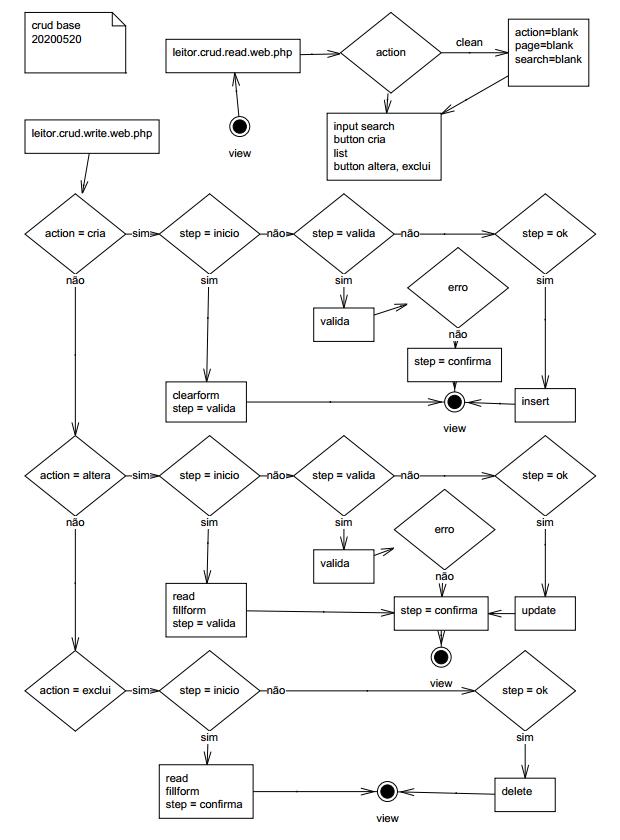 crud base
20200520
leitor.crud.read.web.php
action
clean
action=blank
page=blank
search=blank
view
input search
button cria
list
button altera, exclui
leitor.crud.write.web.php
action = cria
sim
step = inicio
não
step = valida
não
step = ok
não
sim
sim
sim
valida
erro
não
step = confirma
clearform
step = valida
view
insert
action = altera
sim
step = inicio
não
step = valida
não
step = ok
não
sim
sim
sim
valida
erro
não
read
fillform
step = valida
step = confirma
update
view
action = exclui
sim
step = inicio
não
step = ok
sim
sim
read
fillform
step = confirma
view
delete